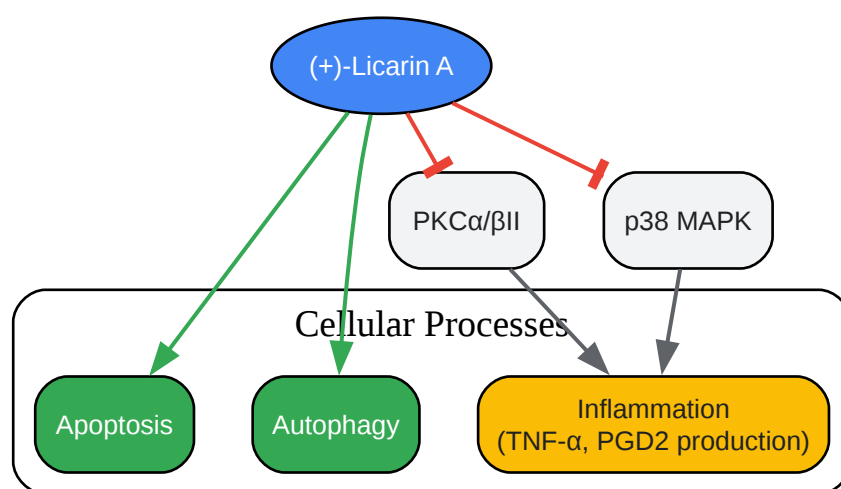 (+)-Licarin A
PKCα/βII
p38 MAPK
Cellular Processes
Apoptosis
Autophagy
Inflammation
(TNF-α, PGD2 production)